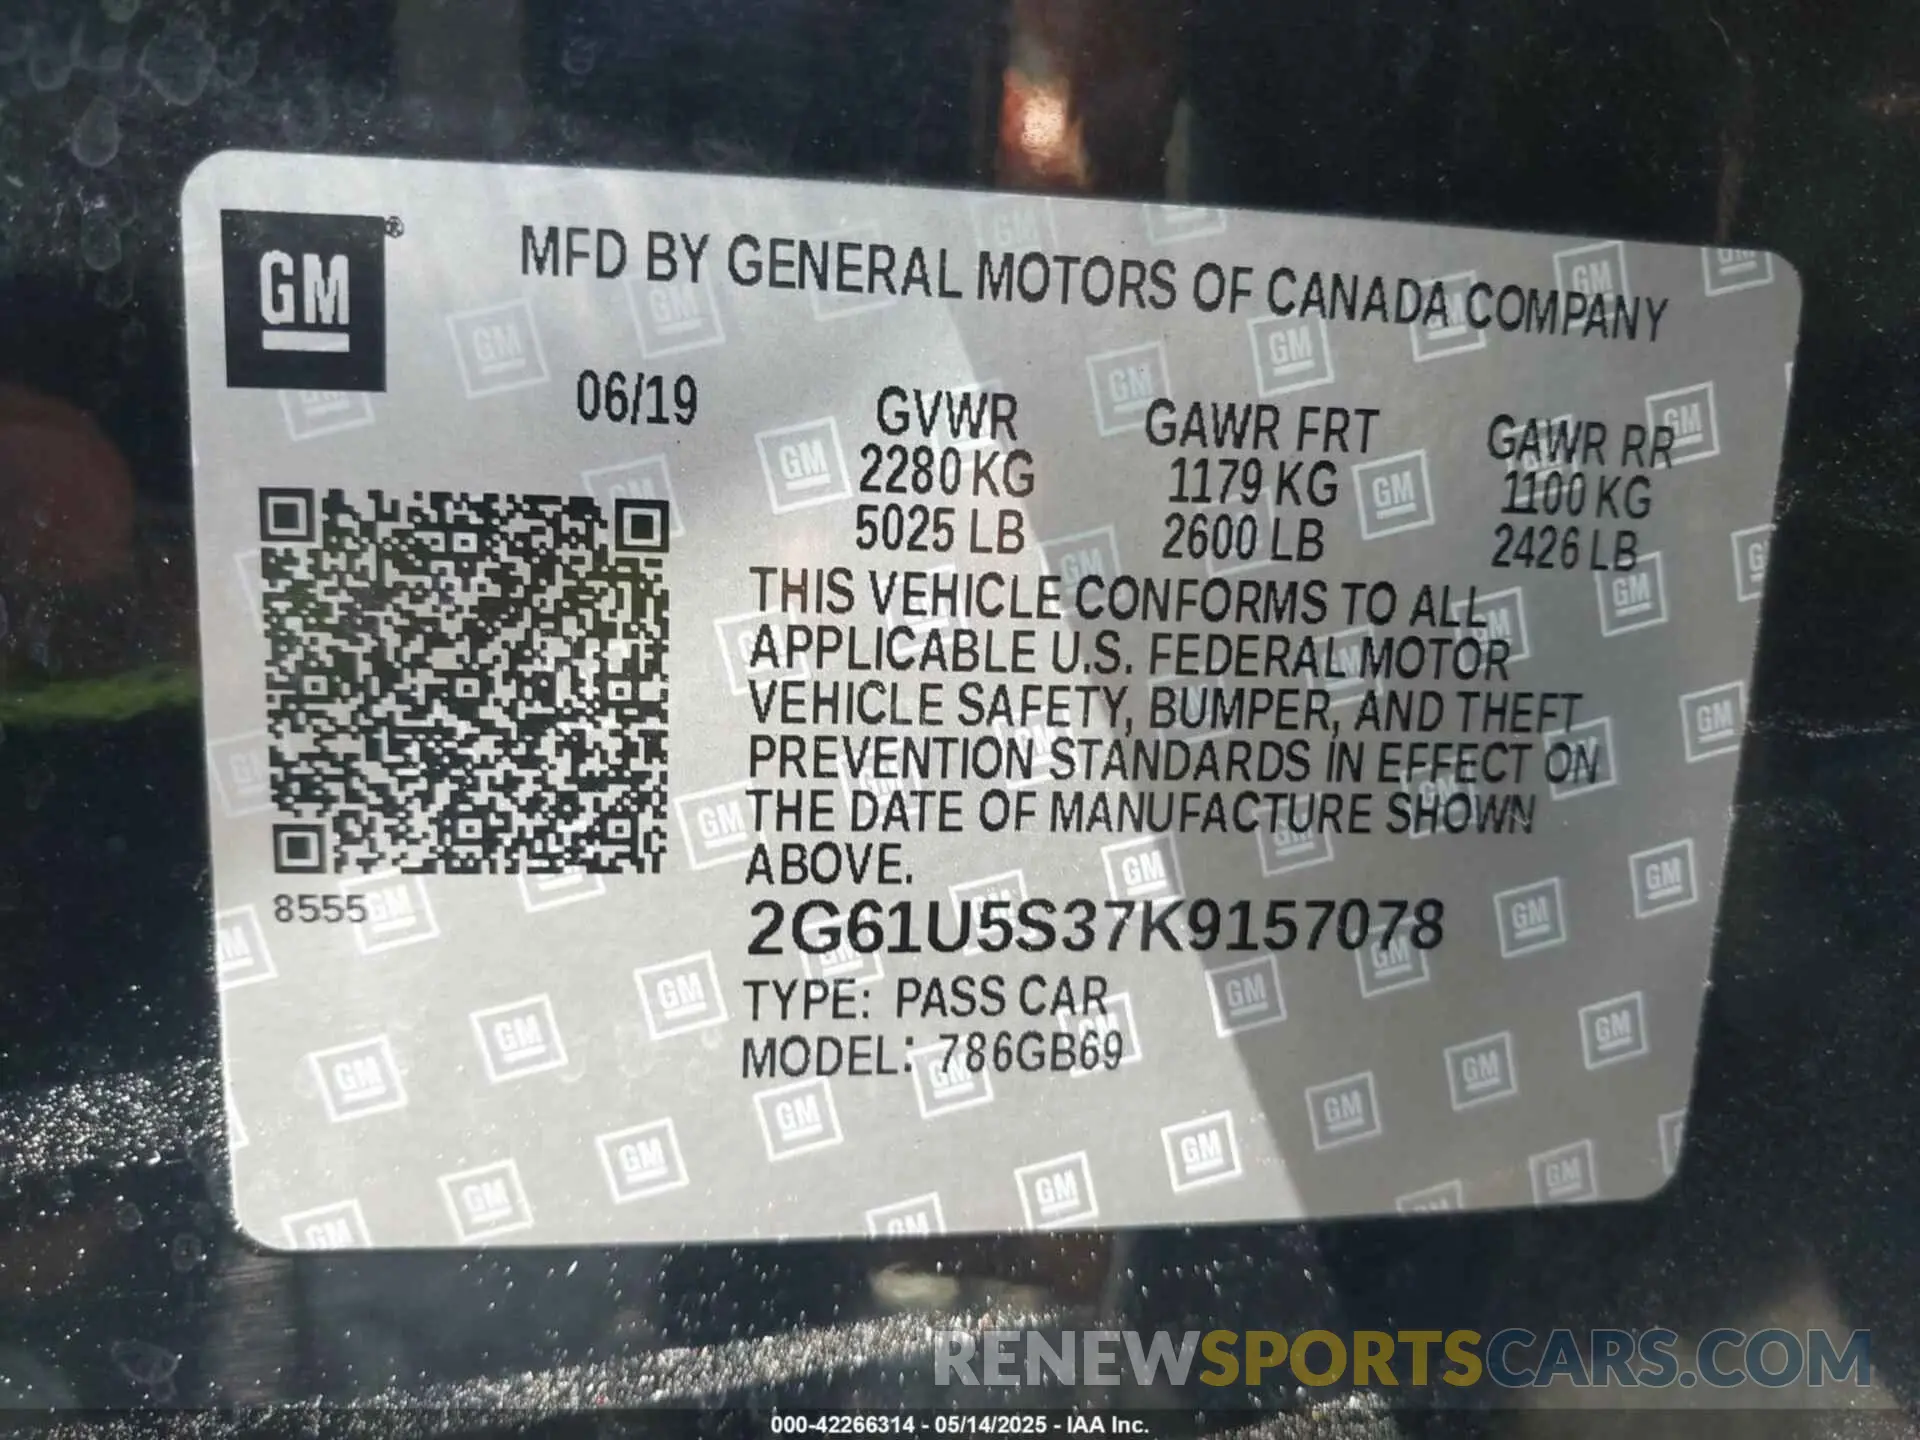 GM®
MFD BY GENERAL MOTORS OF CANADA COMPANY
06/19
GVWR
2280 KG
5025 LB
GAWR FRT
1179 KG
2600 LB
GAWR RR
1100 KG
2426 LB
THIS VEHICLE CONFORMS TO ALL
APPLICABLE U.S. FEDERAL MOTOR
VEHICLE SAFETY, BUMPER, AND THEFT
PREVENTION STANDARDS IN EFFECT ON
THE DATE OF MANUFACTURE SHOWN
ABOVE.
8555
2G61U5S37K9157078
TYPE: PASS CAR
MODEL: 786GB69
RENEWSPORTSCARS.COM
000-42266314 - 05/14/2025 - IAA Inc.